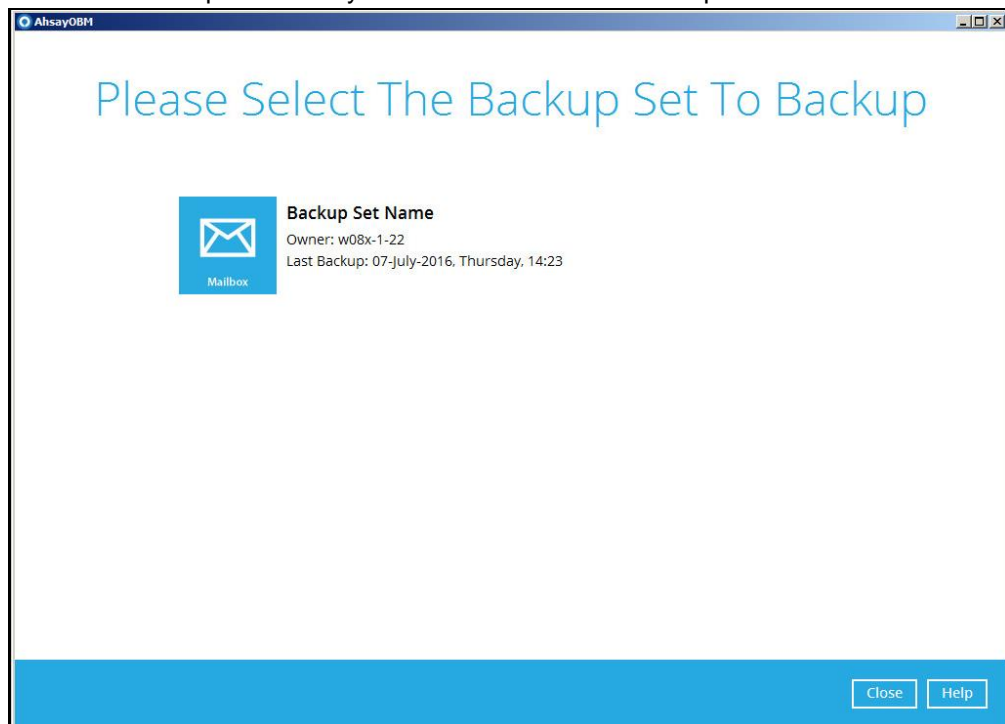 AhsayOBM
Please Select The Backup Set To Backup
Backup Set Name
Owner: w08x-1-22
Last Backup: 07-July-2016, Thursday, 14:23
Mailbox
Close
Help